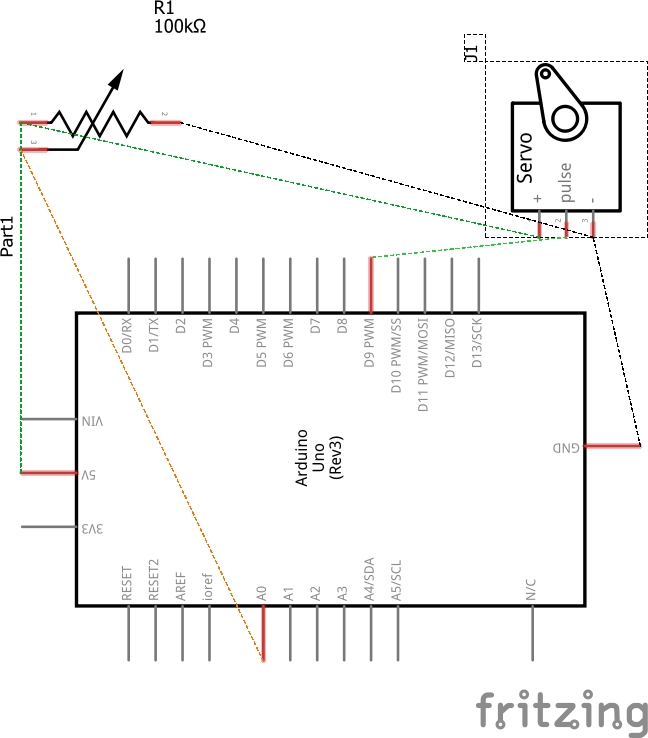 R1
100kΩ
1
2
3
J1
Servo
+
pulse
-
2
3
Part1
D0/RX
D1/TX
D2
D3 PWM
D4
D5 PWM
D6 PWM
D7
D8
D9 PWM
D10 PWM/SS
D11 PWM/MOSI
D12/MISO
D13/SCK
VIN
5V
3V3
Arduino
Uno
(Rev3)
GND
RESET
RESET2
AREF
ioref
A0
A1
A2
A3
A4/SDA
A5/SCL
N/C
fritzing